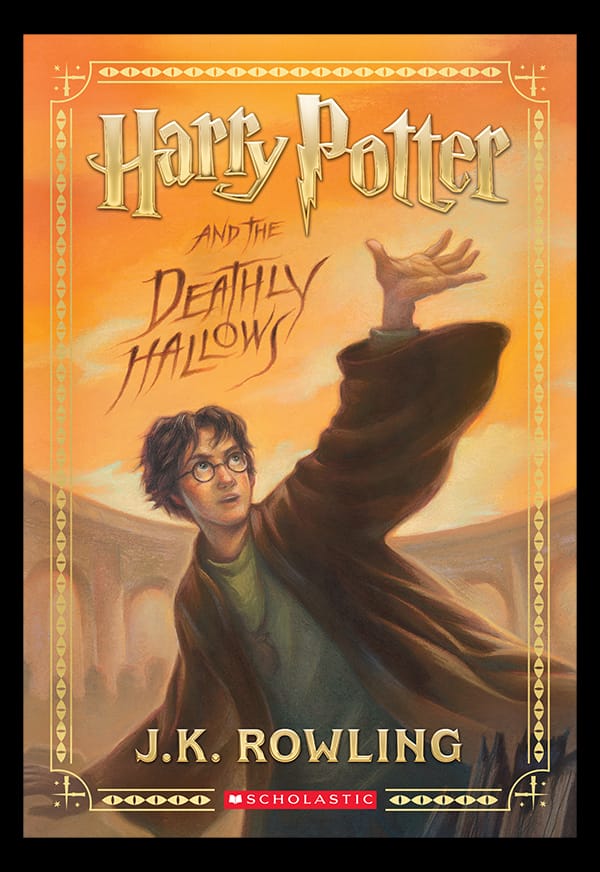 Harry Potter
AND THE
DEATHLY
HALLOWS
J.K. ROWLING
SCHOLASTIC